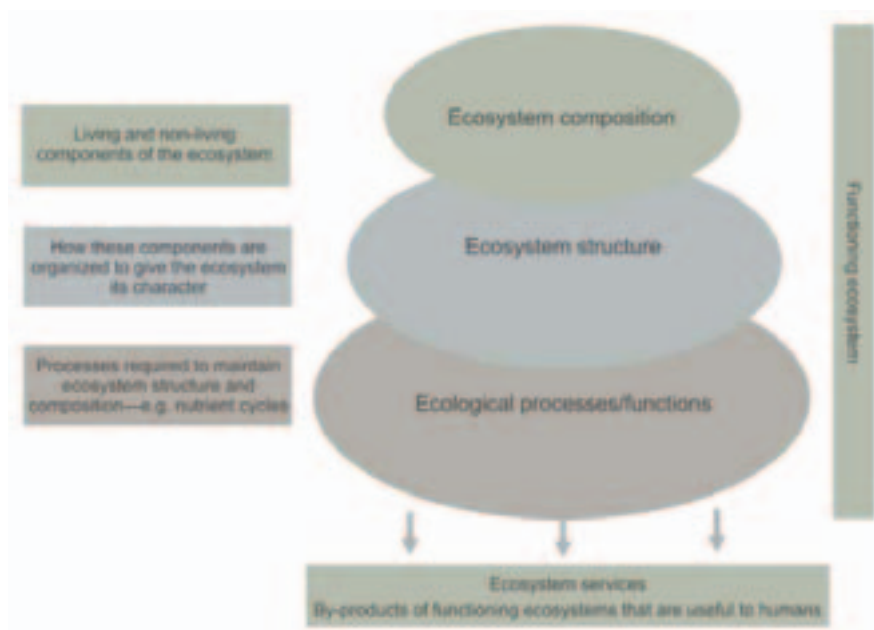 Ecosystem composition
Living and non-living
components of the ecosystem
Ecosystem structure
How these components are
organized to give the ecosystem
its character
Processes required to maintain
ecosystem structure and
composition—e.g. nutrient cycles
Ecological processes/functions
Functioning ecosystem
Ecosystem services
By-products of functioning ecosystems that are useful to humans